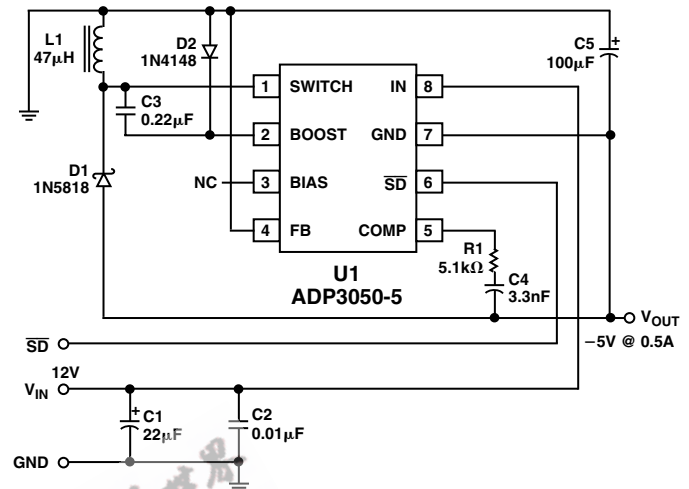 L1
47μH
D2
1N4148
C5
+
100μF
1 SWITCH IN 8
C3
0.22μF
2 BOOST GND 7
D1
1N5818
NC 3 BIAS S̅D̅ 6
4 FB COMP 5
R1
5.1kΩ
C4
3.3nF
U1
ADP3050-5
VOUT
−5V @ 0.5A
S̅D̅
12V
VIN
+
C1
22μF
C2
0.01μF
GND